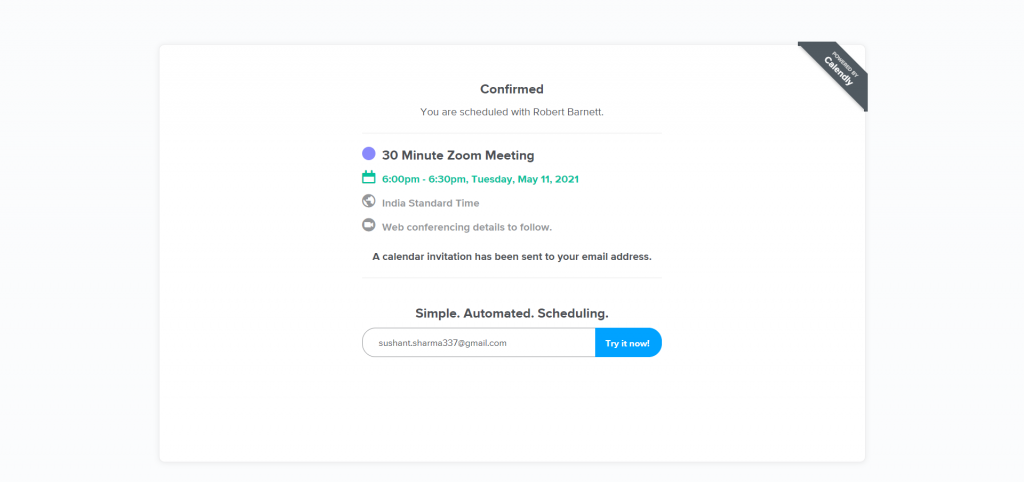 POWERED BY
Calendly
Confirmed
You are scheduled with Robert Barnett.
30 Minute Zoom Meeting
6:00pm - 6:30pm, Tuesday, May 11, 2021
India Standard Time
Web conferencing details to follow.
A calendar invitation has been sent to your email address.
Simple. Automated. Scheduling.
sushant.sharma337@gmail.com
Try it now!